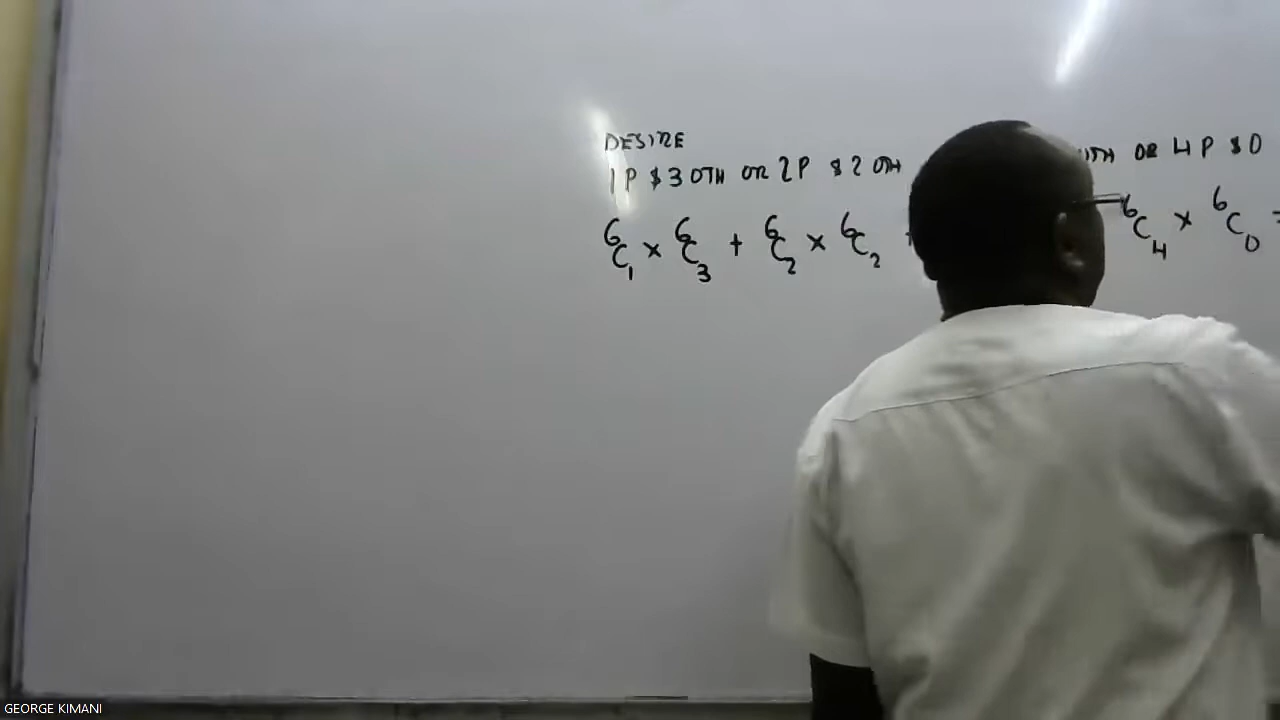 DESIRE
1P & 3 OTH OR 2P & 2 OTH OR 4P & 0
⁶C₁ × ⁶C₃ + ⁶C₂ × ⁶C₂ + ⁶C₄ × ⁶C₀ =
GEORGE KIMANI